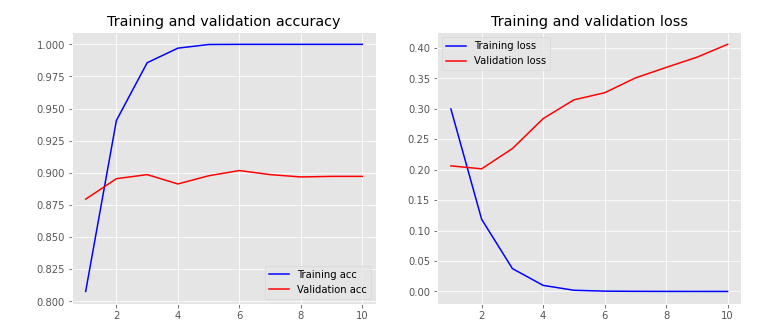 Training and validation accuracy
1.000
0.975
0.950
0.925
0.900
0.875
0.850
0.825
0.800
2 4 6 8 10
Training acc
Validation acc
Training and validation loss
Training loss
Validation loss
0.40
0.35
0.30
0.25
0.20
0.15
0.10
0.05
0.00
2 4 6 8 10